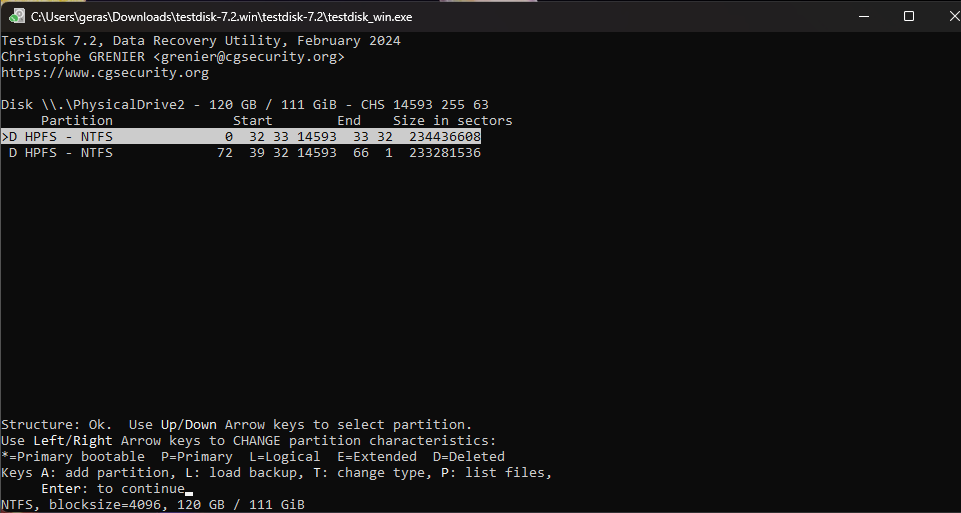 C:\Users\geras\Downloads\testdisk-7.2.win\testdisk-7.2\testdisk_win.exe
TestDisk 7.2, Data Recovery Utility, February 2024
Christophe GRENIER <grenier@cgsecurity.org>
https://www.cgsecurity.org
Disk \\.\PhysicalDrive2 - 120 GB / 111 GiB - CHS 14593 255 63
     Partition               Start        End    Size in sectors
>D HPFS - NTFS              0  32 33 14593  33 32  234436608
 D HPFS - NTFS             72  39 32 14593  66  1  233281536
Structure: Ok.  Use Up/Down Arrow keys to select partition.
Use Left/Right Arrow keys to CHANGE partition characteristics:
*=Primary bootable  P=Primary  L=Logical  E=Extended  D=Deleted
Keys A: add partition, L: load backup, T: change type, P: list files,
     Enter: to continue
NTFS, blocksize=4096, 120 GB / 111 GiB